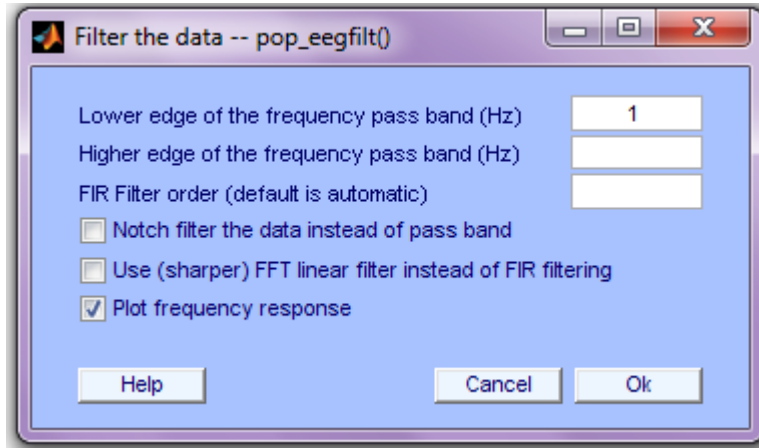 Filter the data -- pop_eegfilt()
Lower edge of the frequency pass band (Hz) 1
Higher edge of the frequency pass band (Hz)
FIR Filter order (default is automatic)
Notch filter the data instead of pass band
Use (sharper) FFT linear filter instead of FIR filtering
Plot frequency response
Help Cancel Ok